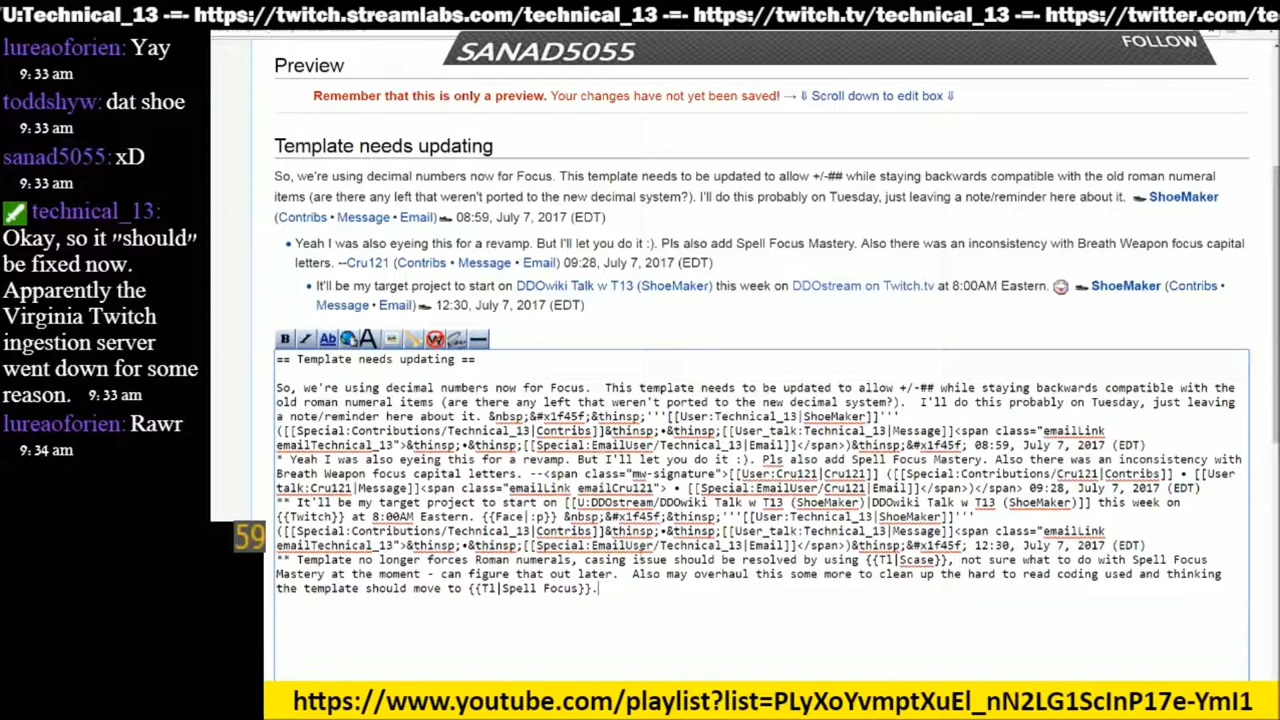 U:Technical_13 -=- https://twitch.streamlabs.com/technical_13 -=- https://twitch.tv/technical_13 -=- https://twitter.com/te
lureaoforien: Yay
9:33 am
toddshyw: dat shoe
9:33 am
sanad5055: xD
9:33 am
technical_13:
Okay, so it "should"
be fixed now.
Apparently the
Virginia Twitch
ingestion server
went down for some
reason. 9:33 am
lureaoforien: Rawr
9:34 am
59
SANAD5055
FOLLOW
Preview
Remember that this is only a preview. Your changes have not yet been saved! → ⇓ Scroll down to edit box ⇓
Template needs updating
So, we're using decimal numbers now for Focus. This template needs to be updated to allow +/-## while staying backwards compatible with the old roman numeral
items (are there any left that weren't ported to the new decimal system?). I'll do this probably on Tuesday, just leaving a note/reminder here about it. 👟 ShoeMaker
(Contribs • Message • Email)👟 08:59, July 7, 2017 (EDT)
• Yeah I was also eyeing this for a revamp. But I'll let you do it :). Pls also add Spell Focus Mastery. Also there was an inconsistency with Breath Weapon focus capital
letters. --Cru121 (Contribs • Message • Email) 09:28, July 7, 2017 (EDT)
• It'll be my target project to start on DDOwiki Talk w T13 (ShoeMaker) this week on DDOstream on Twitch.tv at 8:00AM Eastern. 👟 ShoeMaker (Contribs •
Message • Email)👟 12:30, July 7, 2017 (EDT)
B I Ab A W
== Template needs updating ==
So, we're using decimal numbers now for Focus.  This template needs to be updated to allow +/-## while staying backwards compatible with the
old roman numeral items (are there any left that weren't ported to the new decimal system?).  I'll do this probably on Tuesday, just leaving
a note/reminder here about it. &nbsp;&#x1f45f;&thinsp;'''[[User:Technical_13|ShoeMaker]]'''
([[Special:Contributions/Technical_13|Contribs]]&thinsp;•&thinsp;[[User_talk:Technical_13|Message]]<span class="emailLink
emailTechnical_13">&thinsp;•&thinsp;[[Special:EmailUser/Technical_13|Email]]</span>)&thinsp;&#x1f45f; 08:59, July 7, 2017 (EDT)
* Yeah I was also eyeing this for a revamp. But I'll let you do it :). Pls also add Spell Focus Mastery. Also there was an inconsistency with
Breath Weapon focus capital letters. --<span class="mw-signature">[[User:Cru121|Cru121]] ([[Special:Contributions/Cru121|Contribs]] • [[User
talk:Cru121|Message]]<span class="emailLink emailCru121"> • [[Special:EmailUser/Cru121|Email]]</span>)</span> 09:28, July 7, 2017 (EDT)
** It'll be my target project to start on [[U:DDOstream/DDOwiki Talk w T13 (ShoeMaker)|DDOwiki Talk w T13 (ShoeMaker)]] this week on
{{Twitch}} at 8:00AM Eastern. {{Face|:p}} &nbsp;&#x1f45f;&thinsp;'''[[User:Technical_13|ShoeMaker]]'''
([[Special:Contributions/Technical_13|Contribs]]&thinsp;•&thinsp;[[User_talk:Technical_13|Message]]<span class="emailLink
emailTechnical_13">&thinsp;•&thinsp;[[Special:EmailUser/Technical_13|Email]]</span>)&thinsp;&#x1f45f; 12:30, July 7, 2017 (EDT)
** Template no longer forces Roman numerals, casing issue should be resolved by using {{Tl|Scase}}, not sure what to do with Spell Focus
Mastery at the moment - can figure that out later.  Also may overhaul this some more to clean up the hard to read coding used and thinking
the template should move to {{Tl|Spell Focus}}.
https://www.youtube.com/playlist?list=PLyXoYvmptXuEl_nN2LG1ScInP17e-YmI1